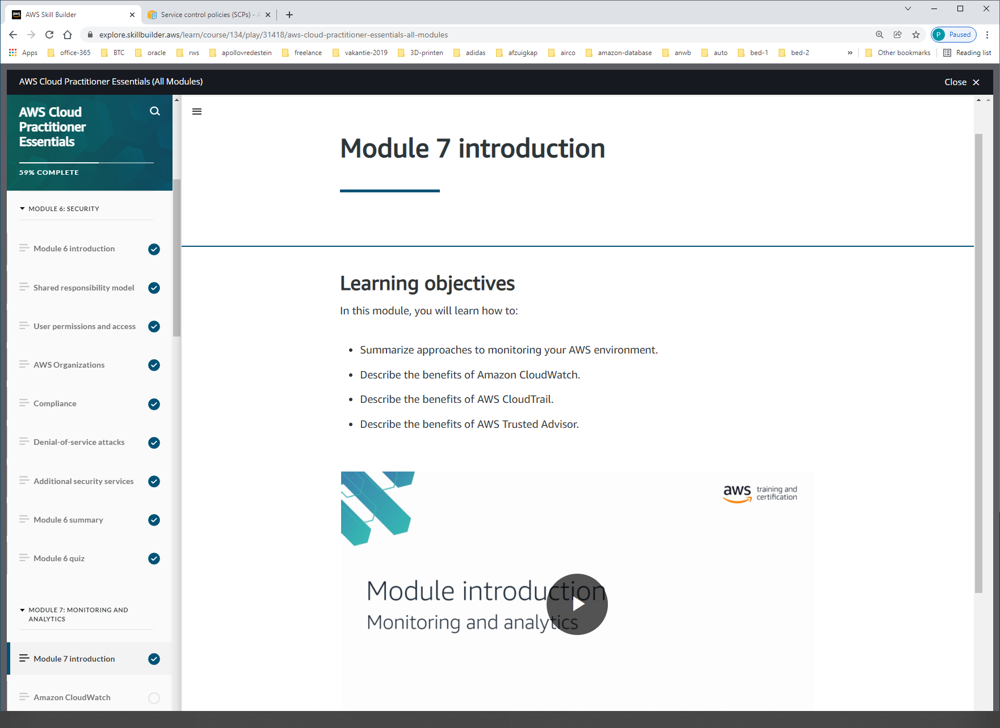 AWS Skill Builder
Service control policies (SCPs) -
explore.skillbuilder.aws/learn/course/134/play/31418/aws-cloud-practitioner-essentials-all-modules
P Paused
Apps office-365 BTC oracle rws apollovredestein freelance vakantie-2019 3D-printen adidas afzuigkap airco amazon-database anwb auto bed-1 bed-2 » Other bookmarks Reading list
AWS Cloud Practitioner Essentials (All Modules)
Close
AWS Cloud
Practitioner
Essentials
59% COMPLETE
MODULE 6: SECURITY
Module 6 introduction
Shared responsibility model
User permissions and access
AWS Organizations
Compliance
Denial-of-service attacks
Additional security services
Module 6 summary
Module 6 quiz
MODULE 7: MONITORING AND
ANALYTICS
Module 7 introduction
Amazon CloudWatch
Module 7 introduction
Learning objectives
In this module, you will learn how to:
• Summarize approaches to monitoring your AWS environment.
• Describe the benefits of Amazon CloudWatch.
• Describe the benefits of AWS CloudTrail.
• Describe the benefits of AWS Trusted Advisor.
aws training and
certification
Module introduction
Monitoring and analytics